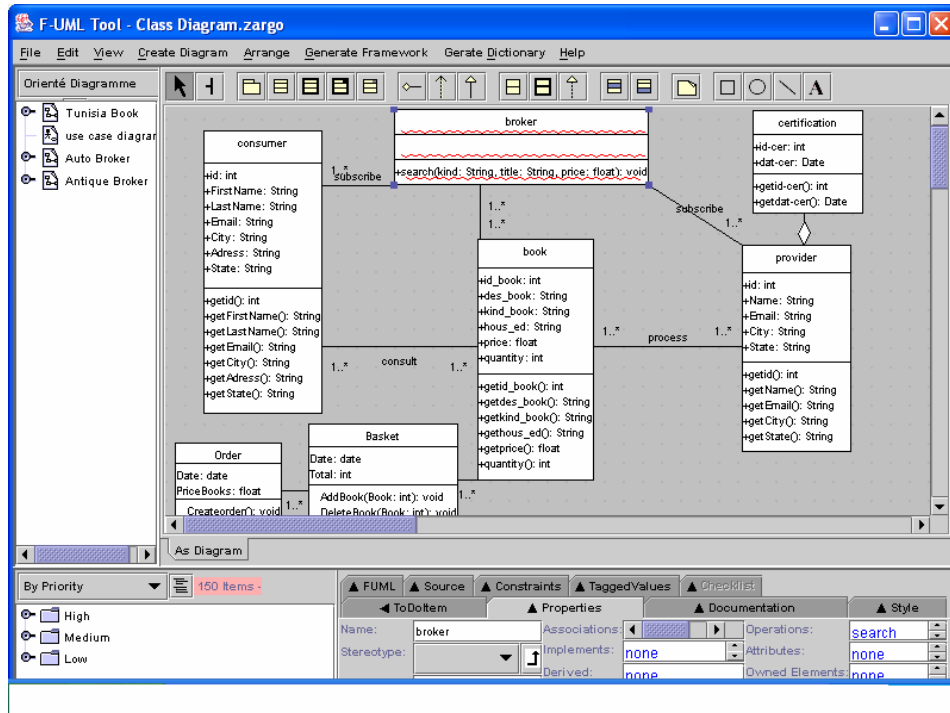 F-UML Tool - Class Diagram.zargo
File Edit View Create Diagram Arrange Generate Framework Gerate Dictionary Help
Orienté Diagramme
A
Tunisia Book
use case diagrar
Auto Broker
Antique Broker
consumer
+id: int
+FirstName: String
+LastName: String
+Email: String
+City: String
+Adress: String
+State: String
+getid(): int
+getFirstName(): String
+getLastName(): String
+getEmail(): String
+getCity(): String
+getAdress(): String
+getState(): String
1..*
subscribe
broker
+search(kind: String, title: String, price: float): void
1..*
1..*
subscribe
1..*
certification
+id-cer: int
+dat-cer: Date
+getid-cer(): int
+getdat-cer(): Date
book
+id_book: int
+des_book: String
+kind_book: String
+hous_ed: String
+price: float
+quantity: int
+getid_book(): int
+getdes_book(): String
+getkind_book(): String
+gethous_ed(): String
+getprice(): float
+quantity(): int
provider
+id: int
+Name: String
+Email: String
+City: String
+State: String
+getid(): int
+getName(): String
+getEmail(): String
+getCity(): String
+getState(): String
1..* process 1..*
1..* consult 1..*
Order
Date: date
PriceBooks: float
Createorder(): void
1..*
Basket
Date: date
Total: int
AddBook(Book: int): void
DeleteBook(Book: int): void
1..*
As Diagram
By Priority
150 Items -
High
Medium
Low
FUML Source Constraints TaggedValues Checklist
ToDoItem Properties Documentation Style
Name: broker
Stereotype:
Associations:
Implements: none
Derived:
Operations: search
Attributes: none
Owned Elements: none